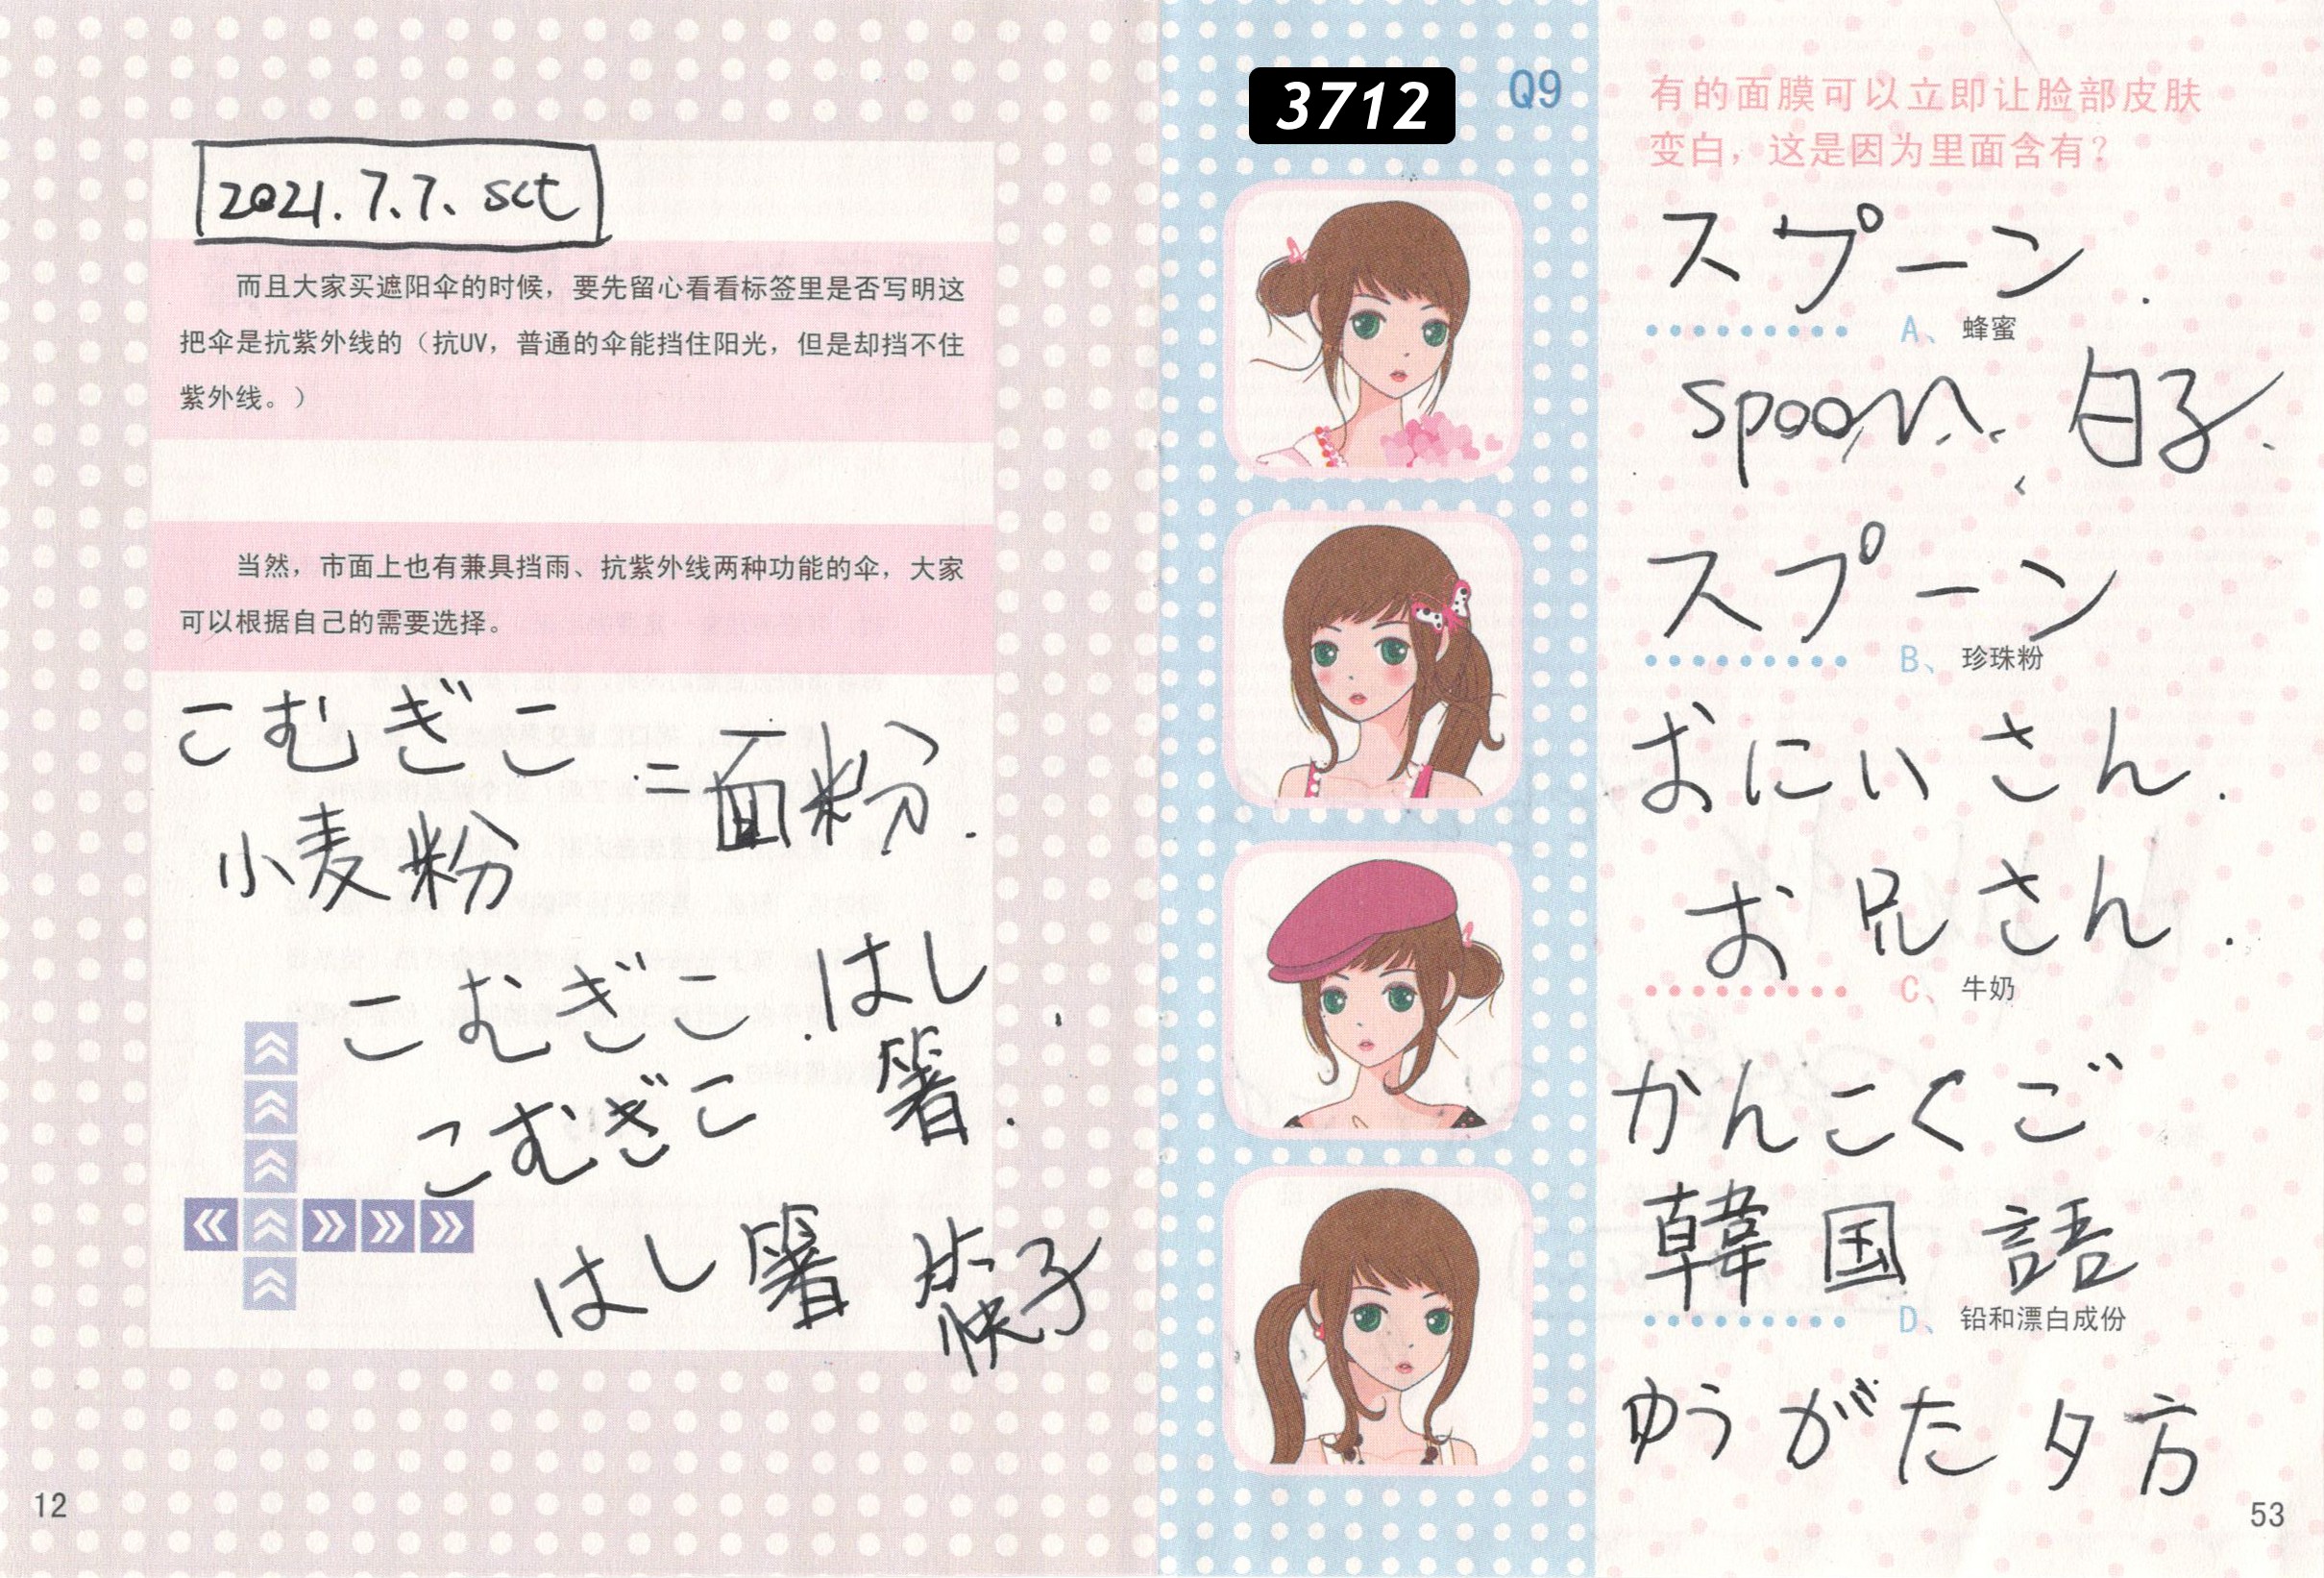 2021.7.7. sct
而且大家买遮阳伞的时候，要先留心看看标签里是否写明这
把伞是抗紫外线的（抗UV，普通的伞能挡住阳光，但是却挡不住
紫外线。）
当然，市面上也有兼具挡雨、抗紫外线两种功能的伞，大家
可以根据自己的需要选择。
こむぎこ
小麦粉
=面粉.
こむぎこ.はし
こむぎこ 箸.
はし箸
快子
12
3712
Q9
有的面膜可以立即让脸部皮肤
变白，这是因为里面含有？
スプーン.
A、蜂蜜
spoon
スプーン
B、珍珠粉
おにいさん.
お兄さん.
C、牛奶
かんこくご
韓国語
D、铅和漂白成份
ゆうがた夕方
53